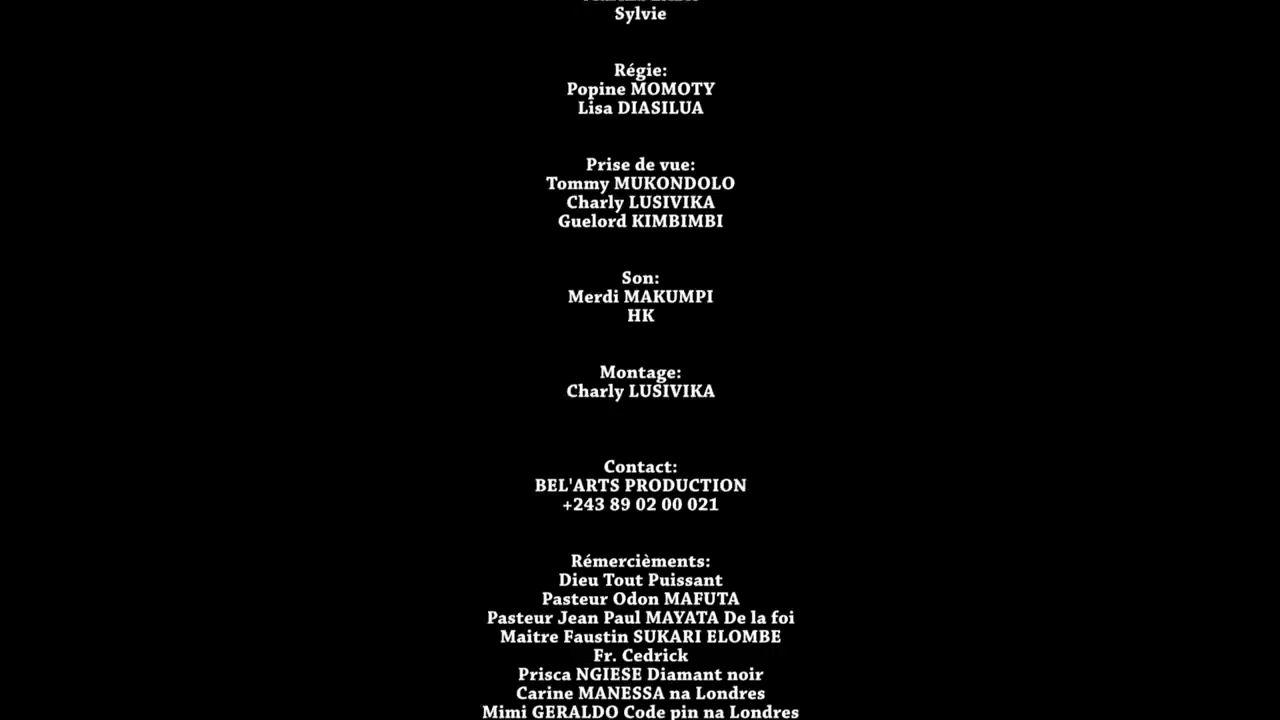 Sylvie
Régie:
Popine MOMOTY
Lisa DIASILUA
Prise de vue:
Tommy MUKONDOLO
Charly LUSIVIKA
Guelord KIMBIMBI
Son:
Merdi MAKUMPI
HK
Montage:
Charly LUSIVIKA
Contact:
BEL'ARTS PRODUCTION
+243 89 02 00 021
Rémercièments:
Dieu Tout Puissant
Pasteur Odon MAFUTA
Pasteur Jean Paul MAYATA De la foi
Maitre Faustin SUKARI ELOMBE
Fr. Cedrick
Prisca NGIESE Diamant noir
Carine MANESSA na Londres
Mimi GERALDO Code pin na Londres